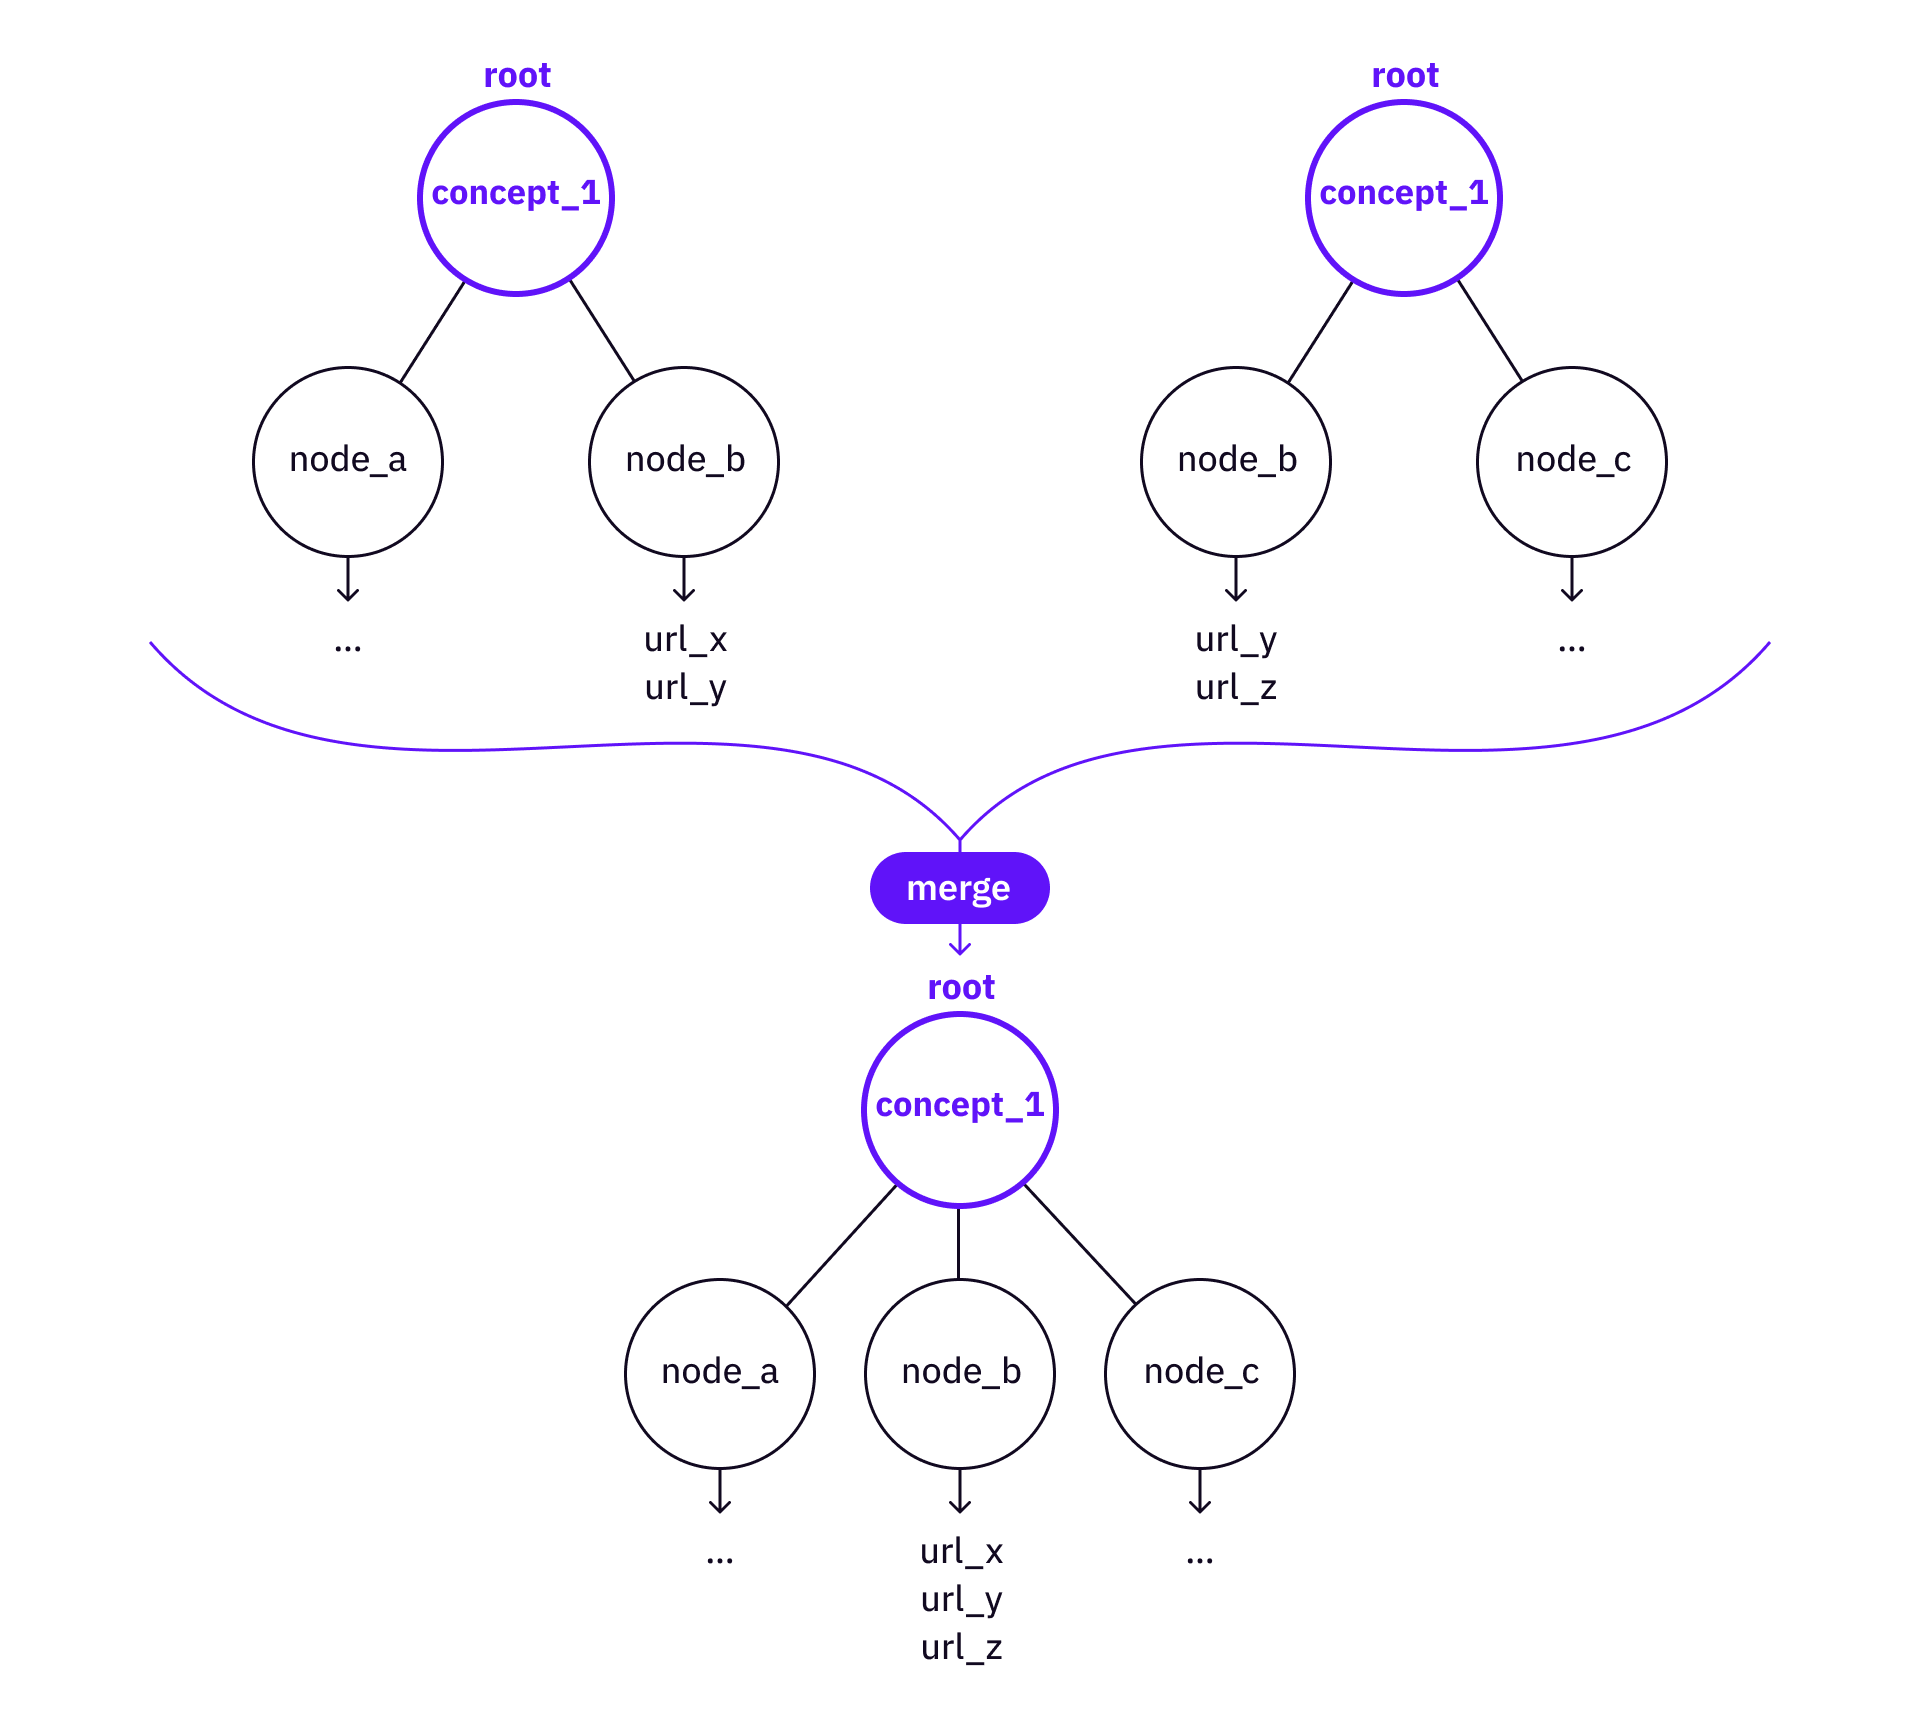 root
root
concept_1
concept_1
node_a
node_b
node_b
node_c
...
url_x
url_y
url_y
url_z
...
merge
root
concept_1
node_a
node_b
node_c
...
url_x
url_y
url_z
...